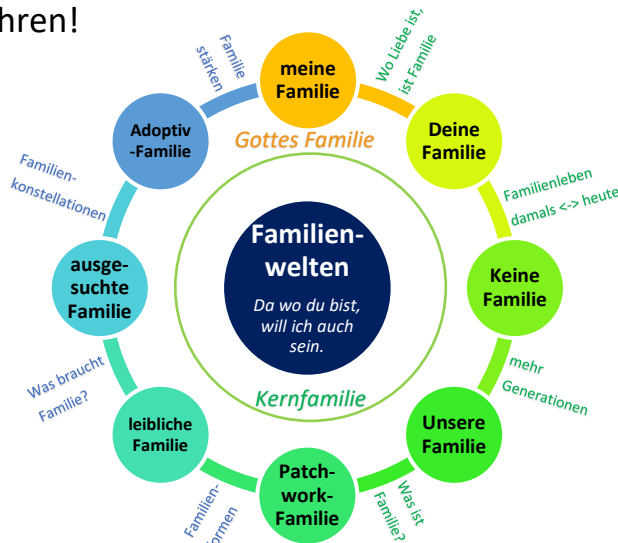 hren!
meine
Familie
Wo Liebe ist,
ist Familie
Deine
Familie
Familienleben
damals <-> heute
Keine
Familie
mehr
Generationen
Unsere
Familie
Was ist
Familie?
Patch-
work-
Familie
Familien-
ormen
leibliche
Familie
Was braucht
Familie?
ausge-
suchte
Familie
Familien-
konstellationen
Adoptiv
-Familie
Familie
stärken
Gottes Familie
Familien-
welten
Da wo du bist,
will ich auch
sein.
Kernfamilie